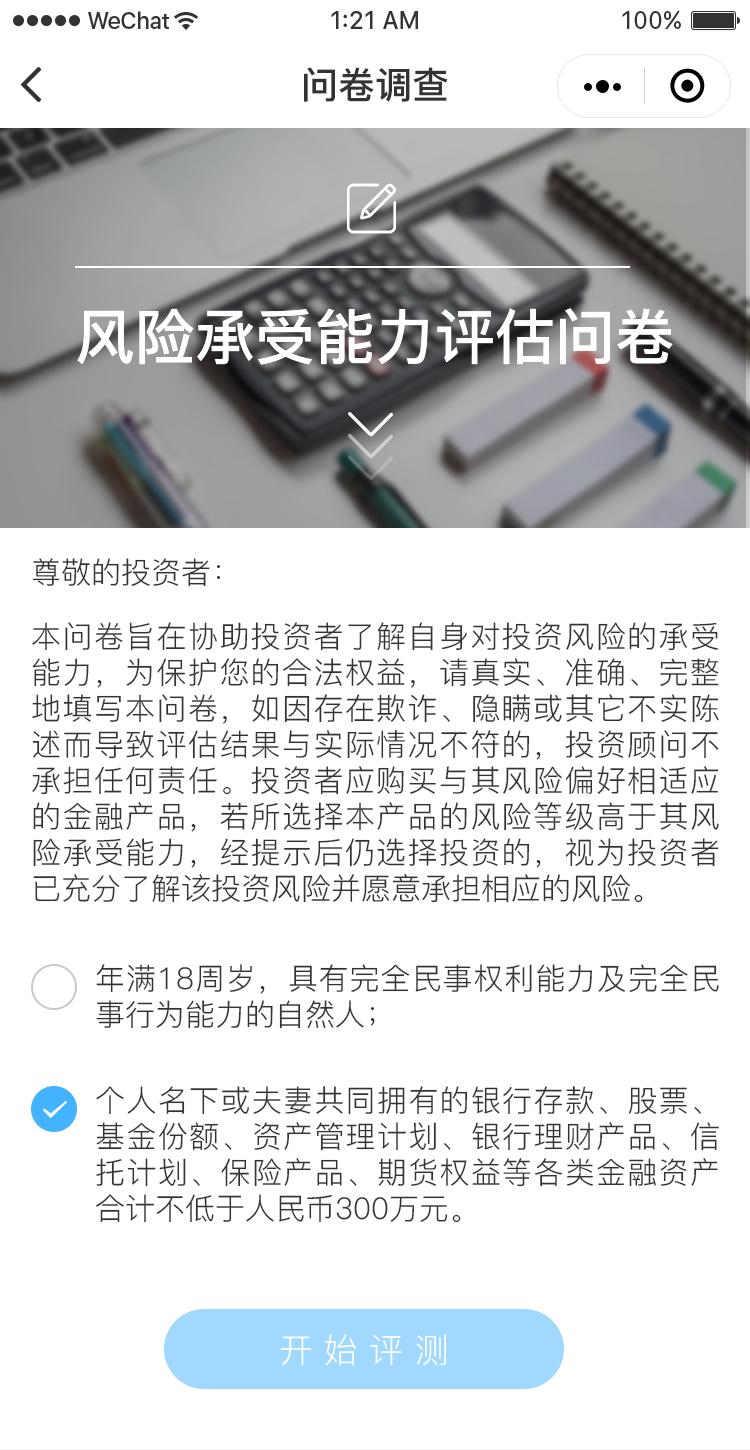 WeChat 1:21 AM 100%
问卷调查
风险承受能力评估问卷
尊敬的投资者：
本问卷旨在协助投资者了解自身对投资风险的承受
能力，为保护您的合法权益，请真实、准确、完整
地填写本问卷，如因存在欺诈、隐瞒或其它不实陈
述而导致评估结果与实际情况不符的，投资顾问不
承担任何责任。投资者应购买与其风险偏好相适应
的金融产品，若所选择本产品的风险等级高于其风
险承受能力，经提示后仍选择投资的，视为投资者
已充分了解该投资风险并愿意承担相应的风险。
年满18周岁，具有完全民事权利能力及完全民
事行为能力的自然人；
个人名下或夫妻共同拥有的银行存款、股票、
基金份额、资产管理计划、银行理财产品、信
托计划、保险产品、期货权益等各类金融资产
合计不低于人民币300万元。
开始评测